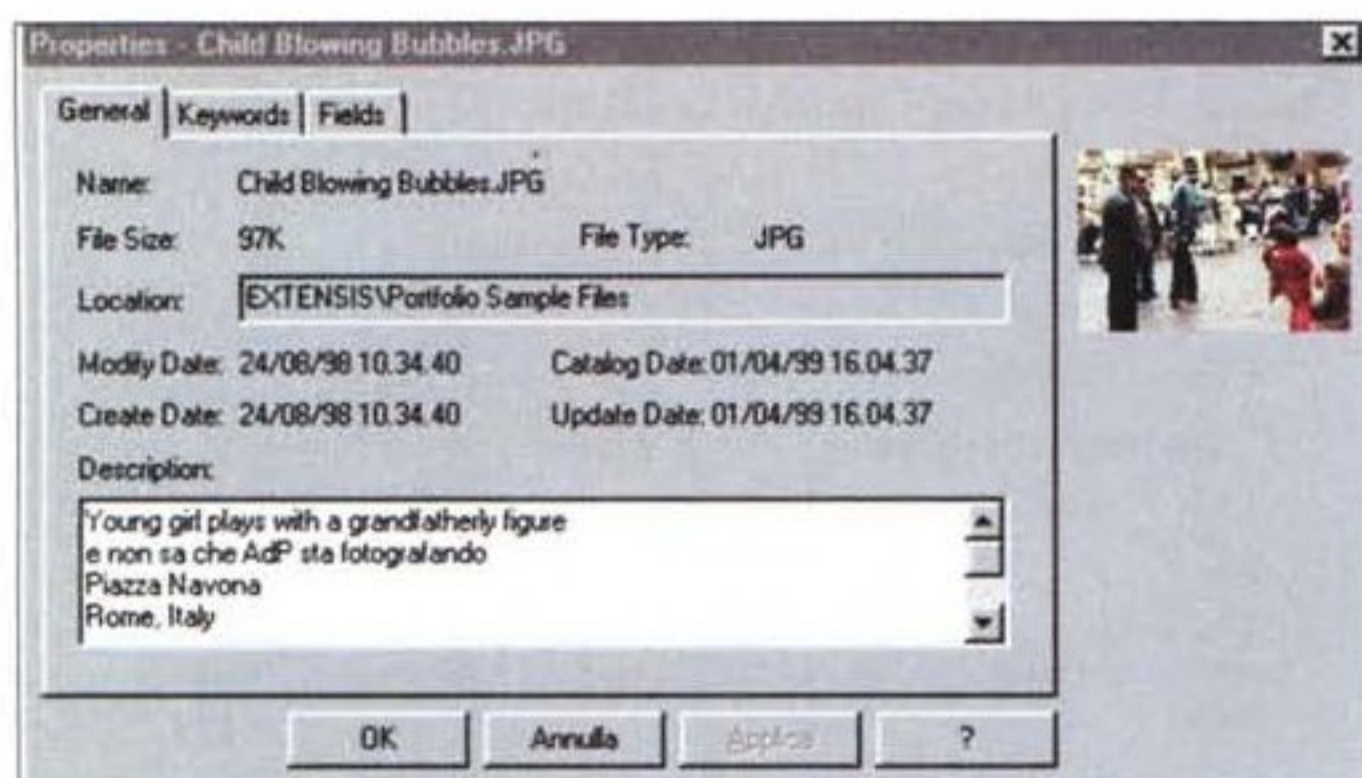 Properties - Child Blowing Bubbles.JPG
General Keywords Fields
Name: Child Blowing Bubbles.JPG
File Size: 97K File Type: JPG
Location: EXTENSIS\Portfolio Sample Files
Modify Date: 24/08/98 10.34.40 Catalog Date: 01/04/99 16.04.37
Create Date: 24/08/98 10.34.40 Update Date: 01/04/99 16.04.37
Description:
Young girl plays with a grandfatherly figure
e non sa che AdP sta fotografando
Piazza Navona
Rome, Italy
OK Annulla Applica ?